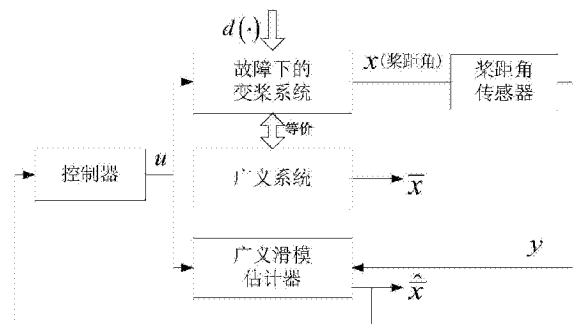 d(·)
故障下的
变桨系统
x(桨距角)
桨距角
传感器
等价
控制器
u
广义系统
x̄
广义滑模
估计器
y
x̄̂